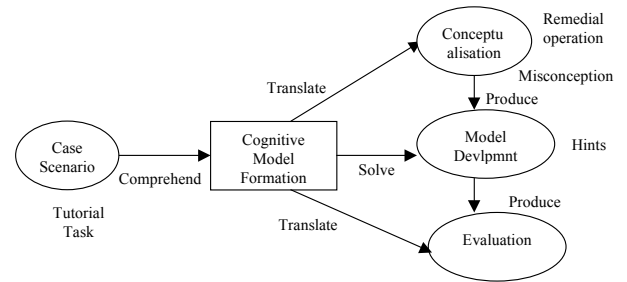 Case
Scenario
Tutorial
Task
Comprehend
Cognitive
Model
Formation
Translate
Solve
Translate
Conceptu
alisation
Remedial
operation
Misconception
Produce
Model
Devlpmnt
Hints
Produce
Evaluation